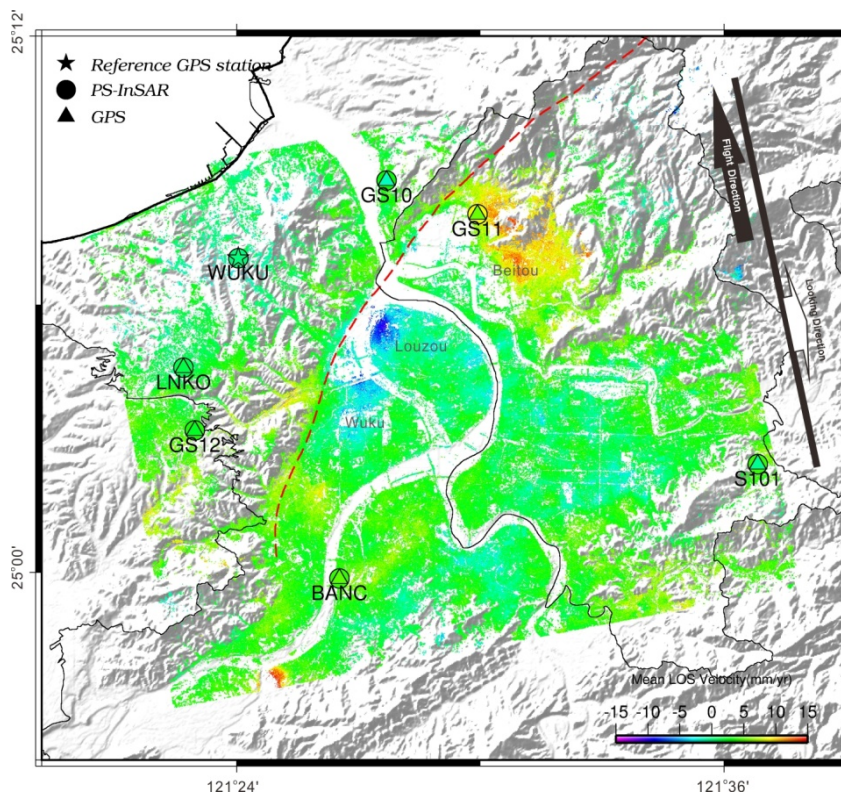 25°12'
Reference GPS station
PS-InSAR
GPS
GS10
GS11
WUKU
Beitou
Flight Direction
Looking Direction
Louzou
LNKO
Wuku
GS12
S101
25°00'
BANC
Mean LOS Velocity(mm/yr)
-15 -10 -5 0 5 10 15
121°24'
121°36'